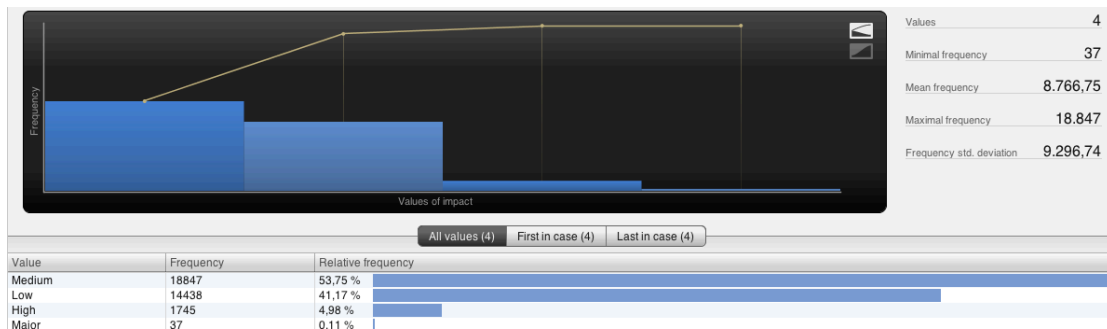 Frequency
Values of impact
Values 4
Minimal frequency 37
Mean frequency 8.766,75
Maximal frequency 18.847
Frequency std. deviation 9.296,74
All values (4) First in case (4) Last in case (4)
Value Frequency Relative frequency
Medium 18847 53,75 %
Low 14438 41,17 %
High 1745 4,98 %
Major 37 0,11 %